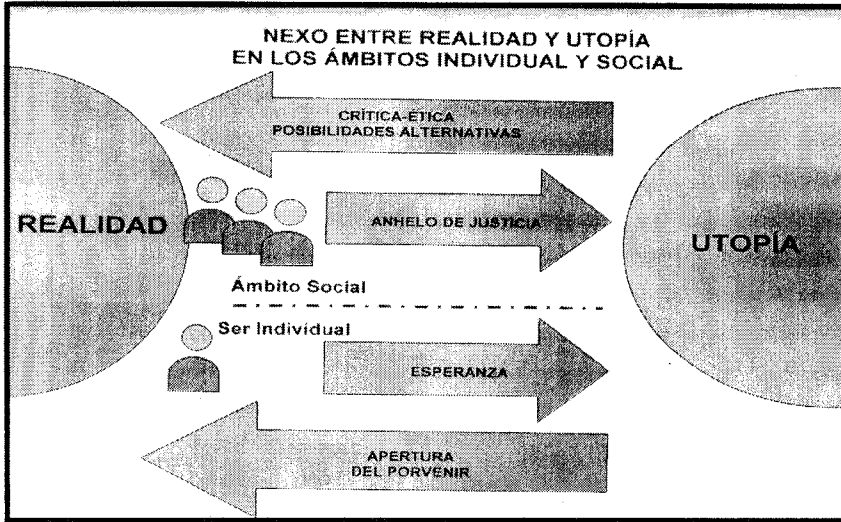 NEXO ENTRE REALIDAD Y UTOPÍA
EN LOS ÁMBITOS INDIVIDUAL Y SOCIAL
CRÍTICA-ÉTICA
POSIBILIDADES ALTERNATIVAS
REALIDAD
ANHELO DE JUSTICIA
UTOPÍA
Ámbito Social
Ser Indivídual
ESPERANZA
APERTURA
DEL PORVENIR